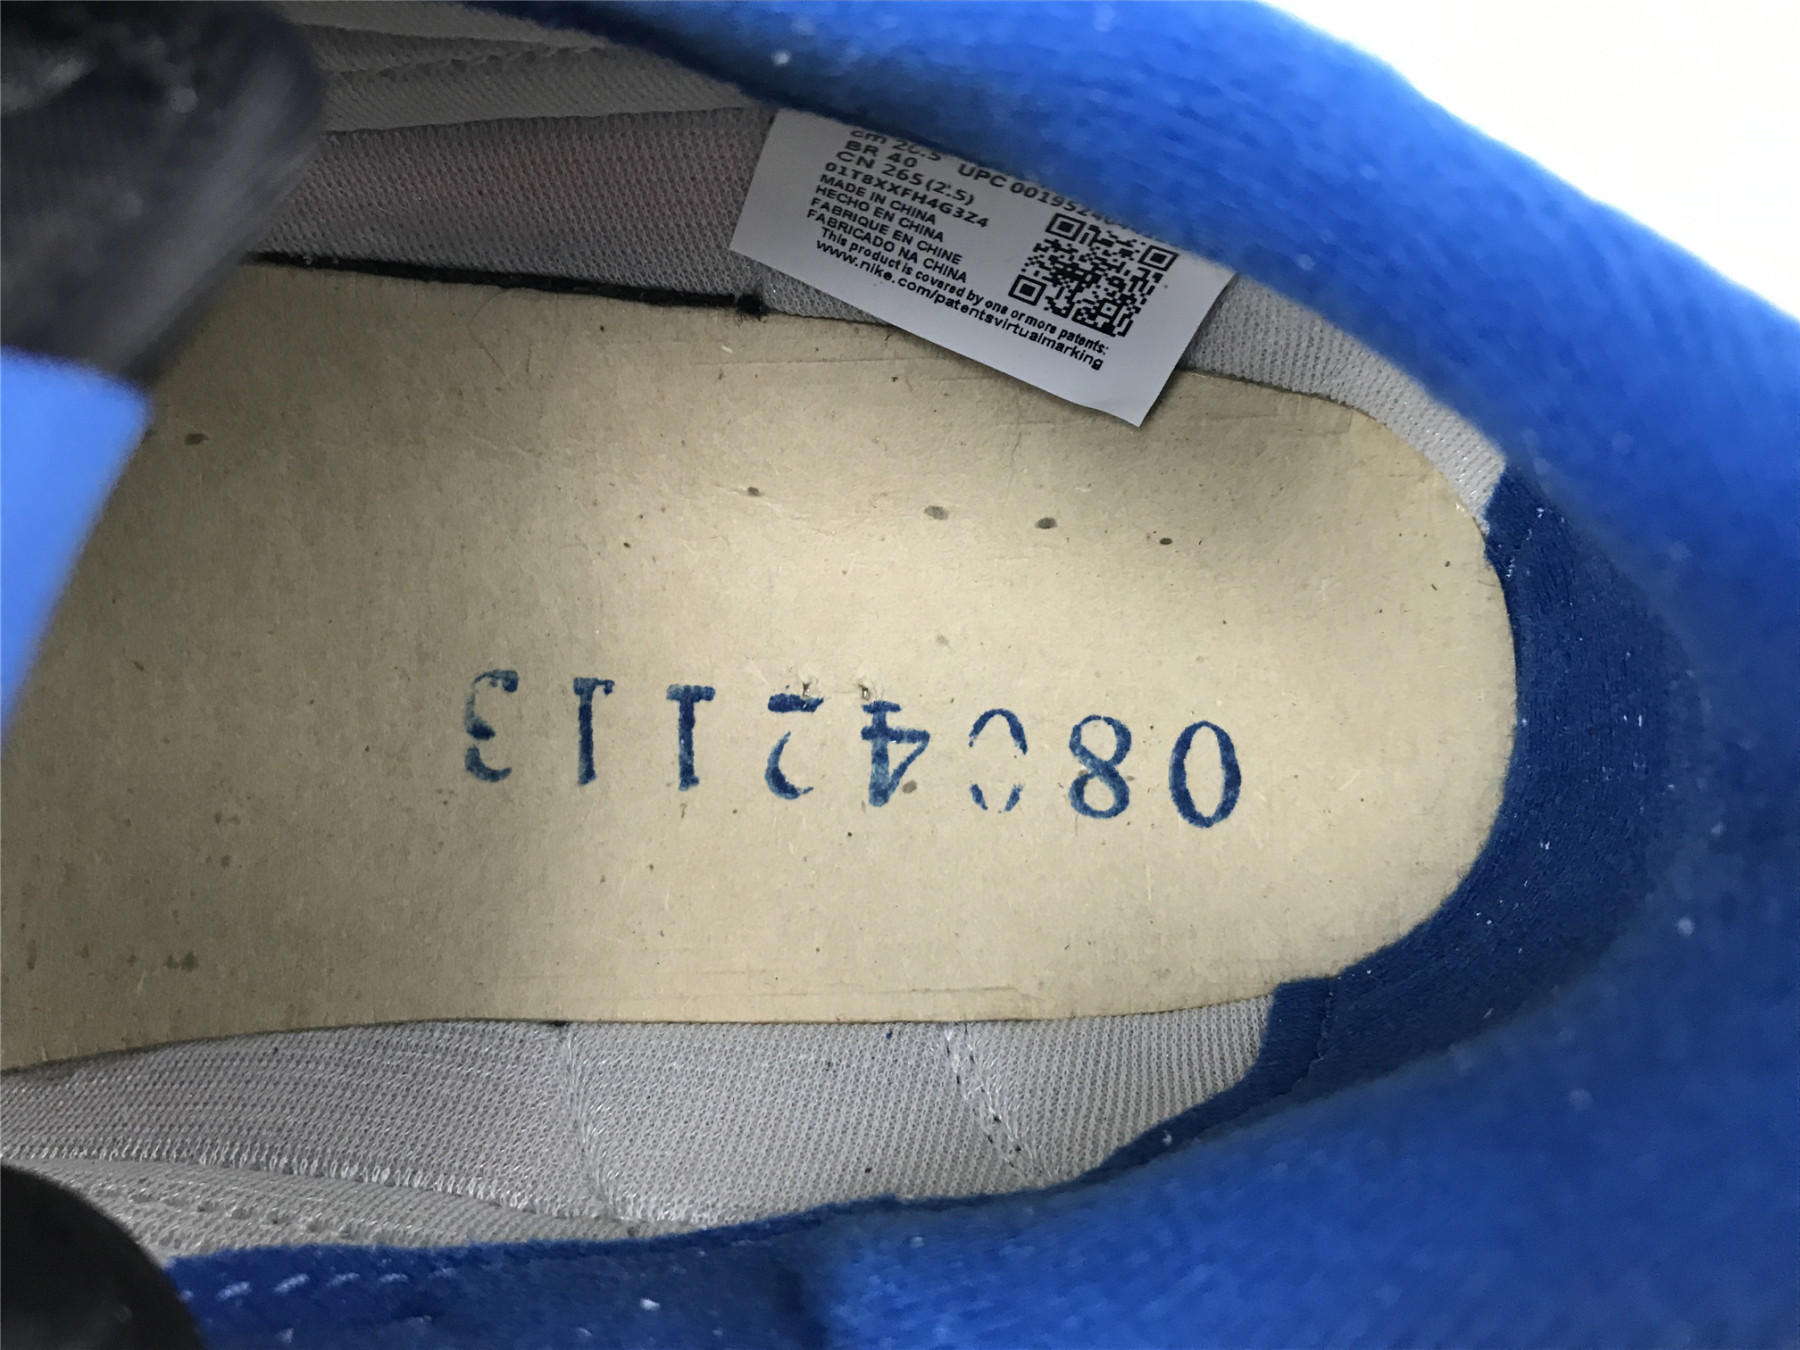 cm 26.5
BR 40 UPC 0019524
CN 265(2.5)
01T8XXFH4G3Z4
MADE IN CHINA
HECHO EN CHINA
FABRIQUE EN CHINE
FABRICADO NA CHINA
This product is covered by one or more patents:
www.nike.com/patentsvirtualmarking
08042113